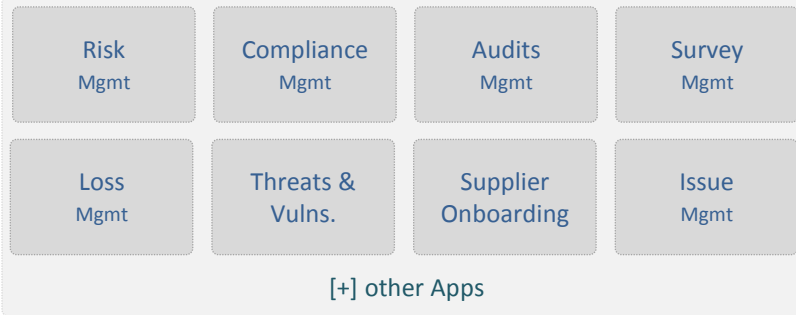 Risk
Mgmt
Compliance
Mgmt
Audits
Mgmt
Survey
Mgmt
Loss
Mgmt
Threats &
Vulns.
Supplier
Onboarding
Issue
Mgmt
[+] other Apps